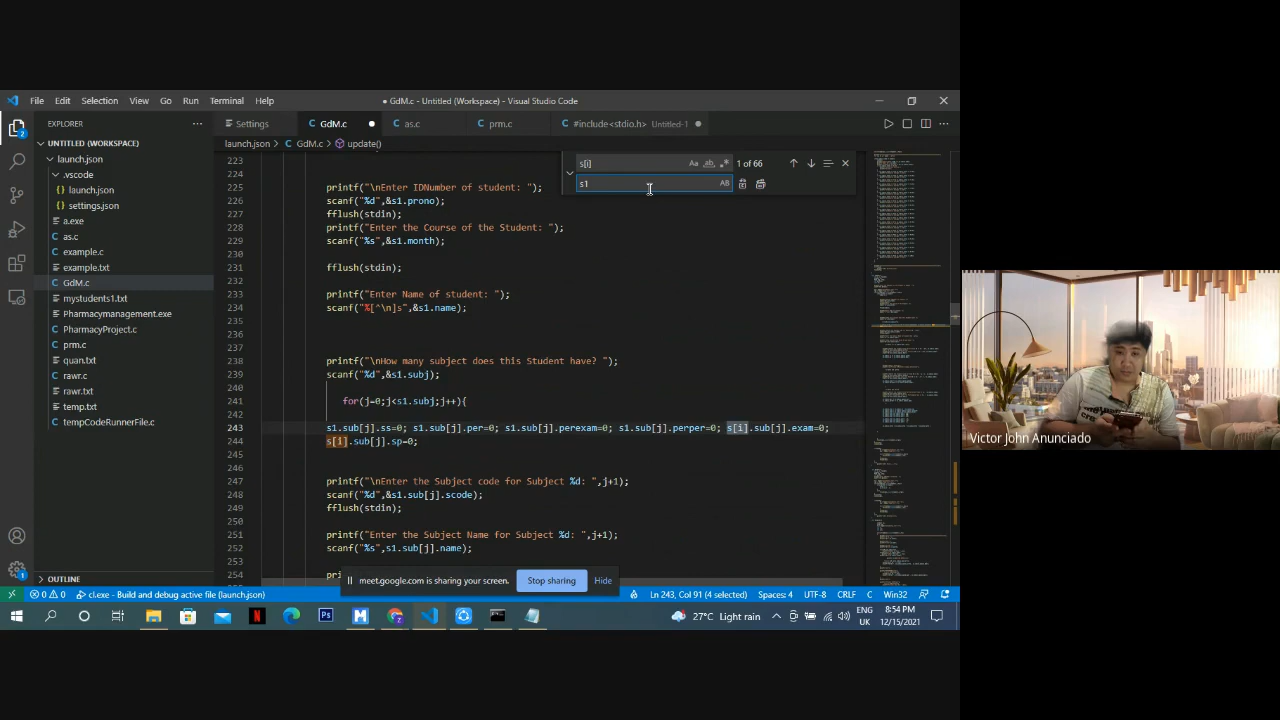 File Edit Selection View Go Run Terminal Help
● GdM.c - Untitled (Workspace) - Visual Studio Code
EXPLORER ···
Settings
GdM.c ●
as.c
prm.c
#include<stdio.h> Untitled-1 ●
launch.json > GdM.c > update()
UNTITLED (WORKSPACE)
launch.json
.vscode
launch.json
settings.json
a.exe
as.c
example.c
example.txt
GdM.c
mystudents1.txt
Pharmacymanagement.exe
PharmacyProject.c
prm.c
quan.txt
rawr.c
rawr.txt
temp.txt
tempCodeRunnerFile.c
OUTLINE
2
1
s[i] Aa ab 1 of 66
s1 AB
223
224
225 printf("\nEnter IDNumber of student: ");
226 scanf("%d",&s1.prono);
227 fflush(stdin);
228 printf("Enter the Course of the Student: ");
229 scanf("%s",&s1.month);
230
231 fflush(stdin);
232
233 printf("Enter Name of student: ");
234 scanf("%[^\n]s",&s1.name);
235
236
238 printf("\nHow many subject does this Student have? ");
239 scanf("%d",&s1.subj);
240
241 for(j=0;j<s1.subj;j++){
242
243 s1.sub[j].s=0; s1.sub[j].per=0; s1.sub[j].perexam=0; s1.sub[j].perper=0; s[i].sub[j].exam=0;
244 s[i].sub[j].sp=0;
245
246
247 printf("\nEnter the Subject code for Subject %d: ",j+1);
248 scanf("%d",&s1.sub[j].scode);
249 fflush(stdin);
250
251 printf("Enter the Subject Name for Subject %d: ",j+1);
252 scanf("%s",s1.sub[j].name);
253
254 pri
meet.google.com is sharing your screen. Stop sharing Hide
0 0 cl.exe - Build and debug active file (launch.json)
Ln 243, Col 91 (4 selected) Spaces: 4 UTF-8 CRLF C Win32
27°C Light rain
ENG
UK
8:54 PM
12/15/2021
Victor John Anunciado